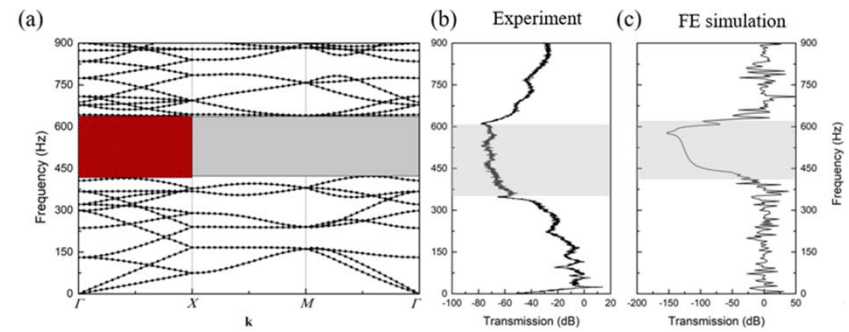 (a)
(b) Experiment
(c) FE simulation
900
750
600
450
300
150
0
Frequency (Hz)
Γ X M Γ
k
900
750
600
450
300
150
0
-100 -80 -60 -40 -20 0 20
Transmission (dB)
900
750
600
450
300
150
0
Frequency (Hz)
-200 -150 -100 -50 0 50
Transmission (dB)